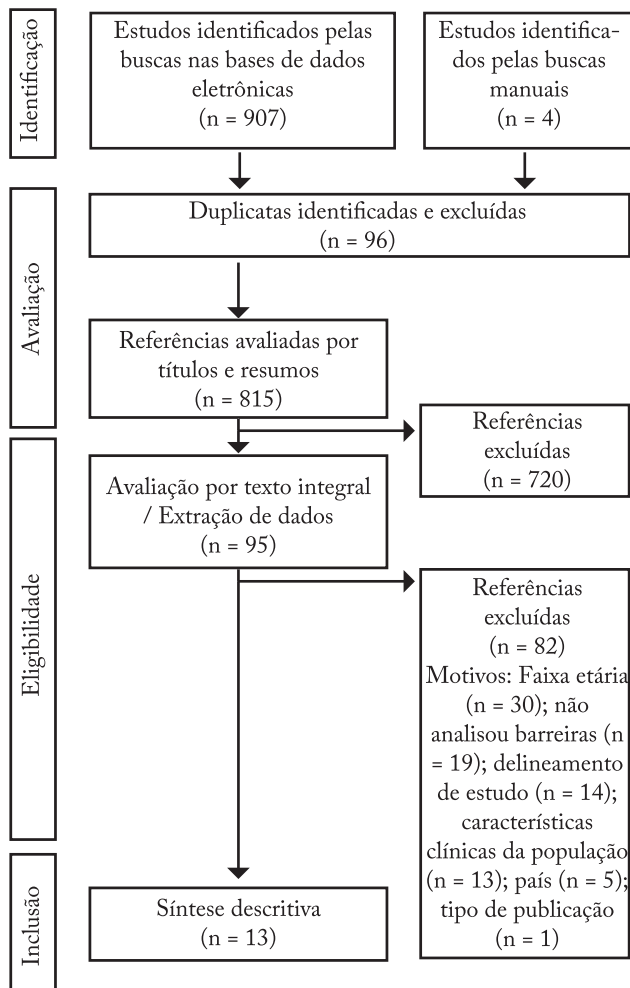 Identificação
Estudos identificados pelas
buscas nas bases de dados
eletrônicas
(n = 907)
Estudos identifica-
dos pelas buscas
manuais
(n = 4)
Avaliação
Duplicatas identificadas e excluídas
(n = 96)
Referências avaliadas por
títulos e resumos
(n = 815)
Referências
excluídas
(n = 720)
Eligibilidade
Avaliação por texto integral
/ Extração de dados
(n = 95)
Referências
excluídas
(n = 82)
Motivos: Faixa etária
(n = 30); não
analisou barreiras (n
= 19); delineamento
de estudo (n = 14);
características
clínicas da população
(n = 13); país (n = 5);
tipo de publicação
(n = 1)
Inclusão
Síntese descritiva
(n = 13)